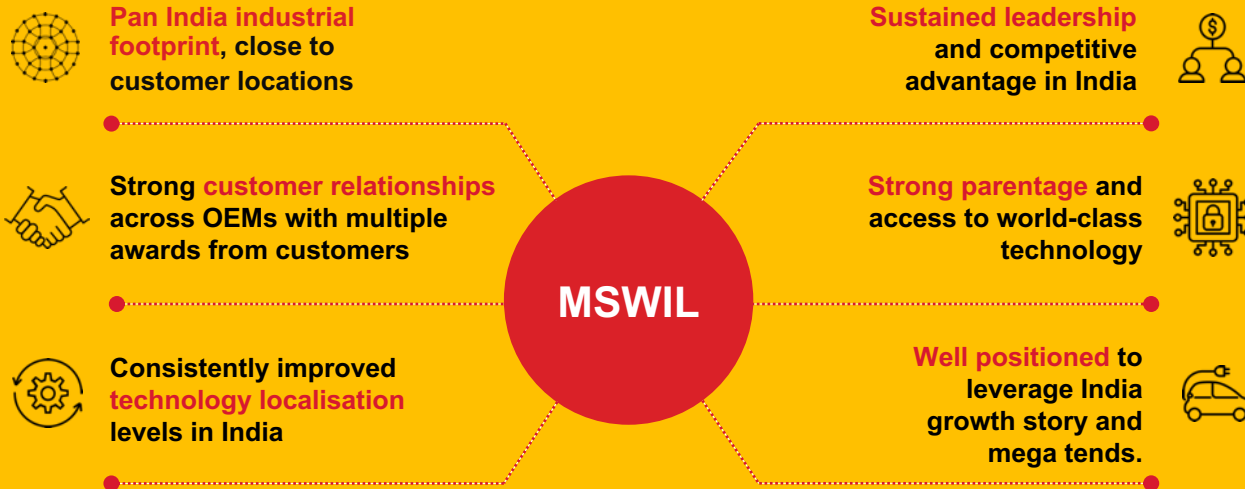 Pan India industrial
footprint, close to
customer locations
Strong customer relationships
across OEMs with multiple
awards from customers
Consistently improved
technology localisation
levels in India
MSWIL
Sustained leadership
and competitive
advantage in India
Strong parentage and
access to world-class
technology
Well positioned to
leverage India
growth story and
mega tends.
$